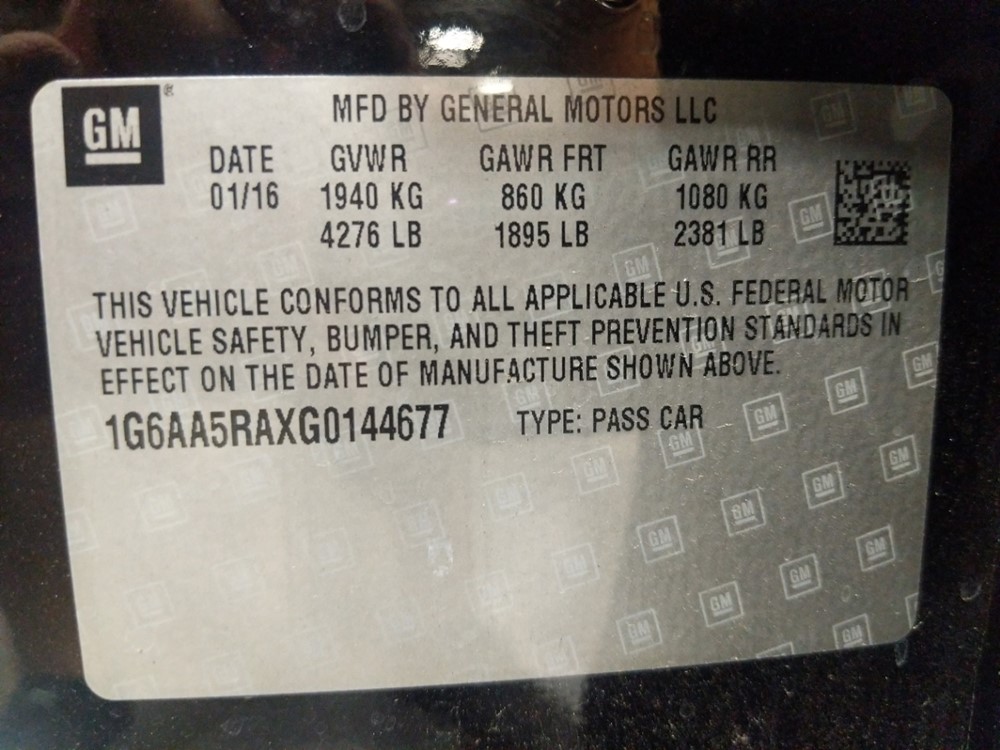 GM
MFD BY GENERAL MOTORS LLC
DATE GVWR GAWR FRT GAWR RR
01/16 1940 KG 860 KG 1080 KG
4276 LB 1895 LB 2381 LB
THIS VEHICLE CONFORMS TO ALL APPLICABLE U.S. FEDERAL MOTOR
VEHICLE SAFETY, BUMPER, AND THEFT PREVENTION STANDARDS IN
EFFECT ON THE DATE OF MANUFACTURE SHOWN ABOVE.
1G6AA5RAXG0144677 TYPE: PASS CAR